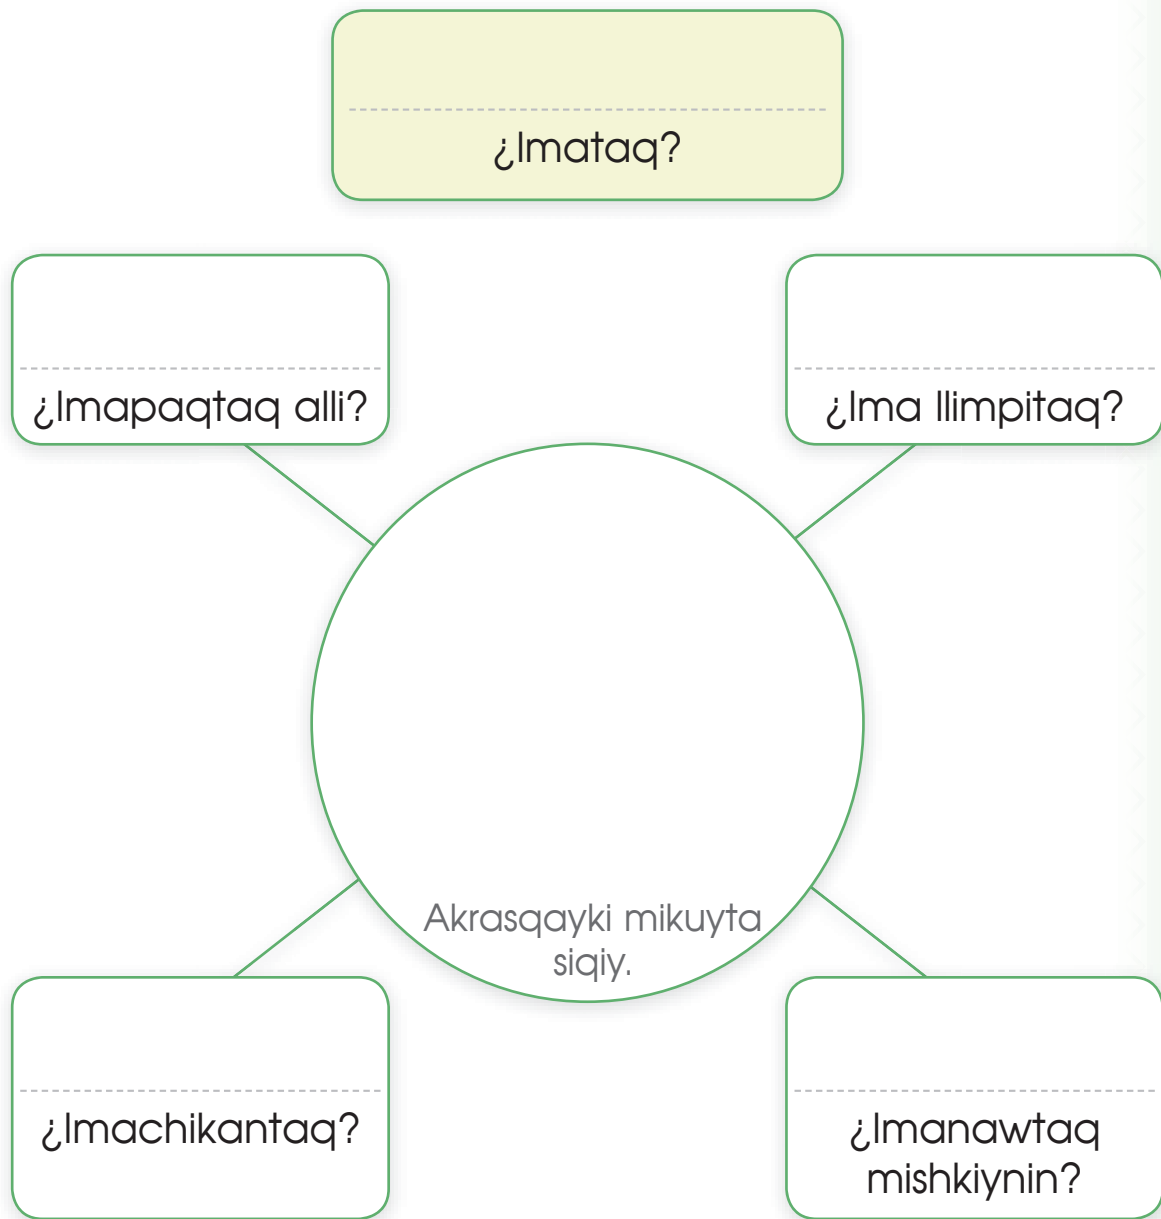 ¿Imataq?
¿Imapaqtaq alli?
¿Ima llimpitaq?
Akrasqayki mikuyta
siqiy.
¿Imachikantaq?
¿Imanawtaq
mishkiynin?